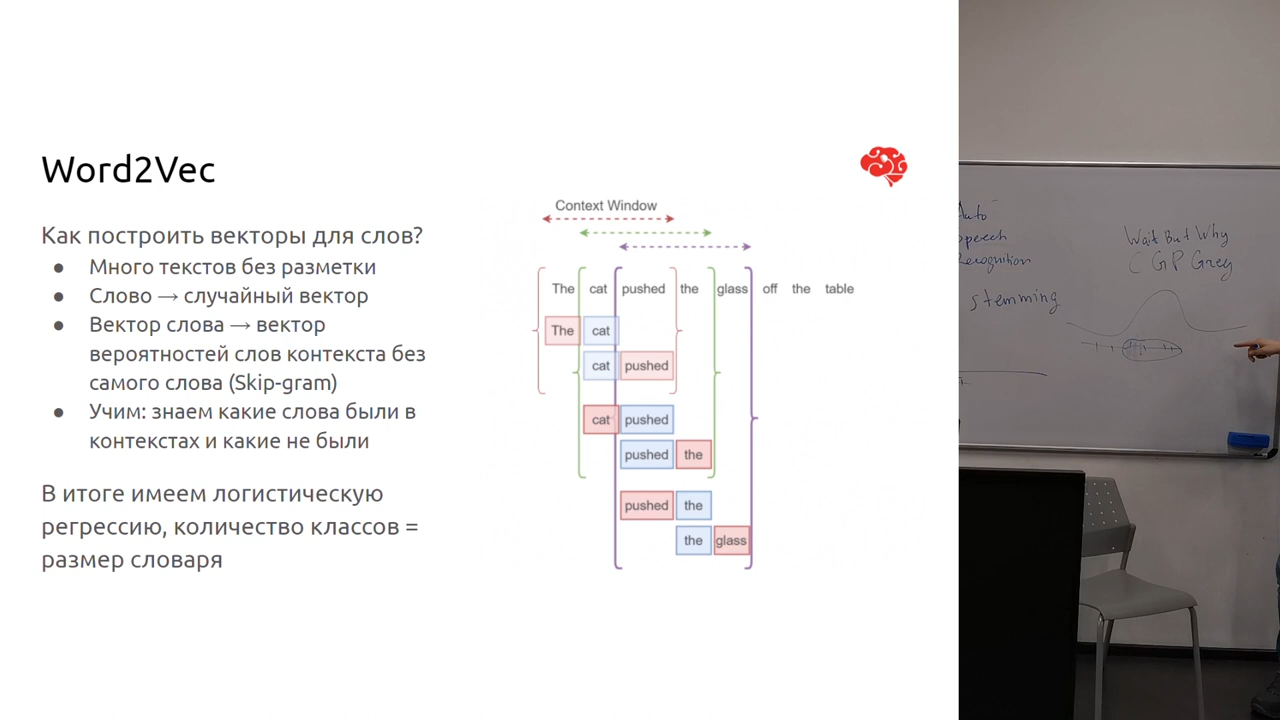 Word2Vec
Как построить векторы для слов?
● Много текстов без разметки
● Слово → случайный вектор
● Вектор слова → вектор
вероятностей слов контекста без
самого слова (Skip-gram)
● Учим: знаем какие слова были в
контекстах и какие не были
В итоге имеем логистическую
регрессию, количество классов =
размер словаря
Context Window
The cat pushed the glass off the table
The cat
cat pushed
cat pushed
pushed the
pushed the
the glass
Auto
Speech
Recognition
stemming
Wait But Why
CGP Grey